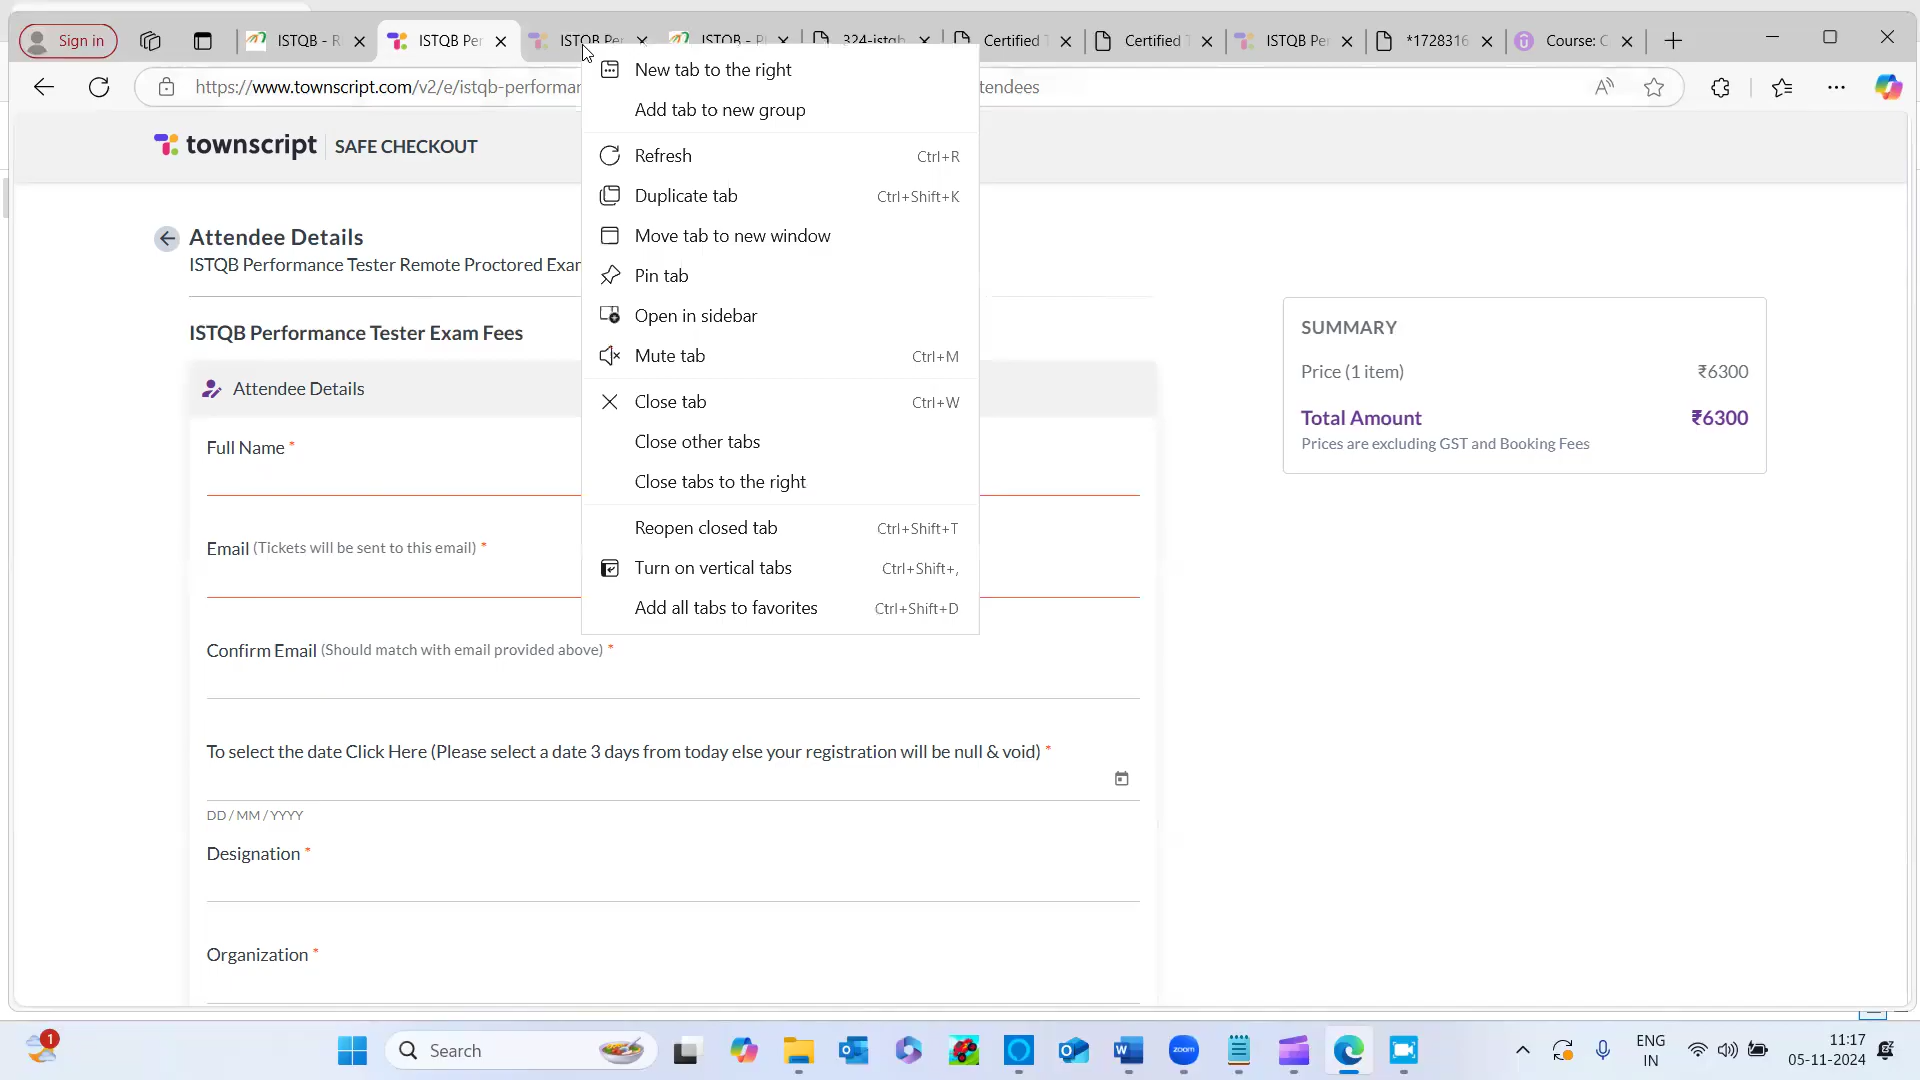 Sign in
ISTQB - R
ISTQB Per
ISTQB Per
ISTQB - Pl
324-istqb
Certified T
Certified T
ISTQB Per
*1728316
Course: C
https://www.townscript.com/v2/e/istqb-performan
tendees
townscript
SAFE CHECKOUT
New tab to the right
Add tab to new group
Refresh Ctrl+R
Duplicate tab Ctrl+Shift+K
Move tab to new window
Pin tab
Open in sidebar
Mute tab Ctrl+M
Close tab Ctrl+W
Close other tabs
Close tabs to the right
Reopen closed tab Ctrl+Shift+T
Turn on vertical tabs Ctrl+Shift+,
Add all tabs to favorites Ctrl+Shift+D
Attendee Details
ISTQB Performance Tester Remote Proctored Exam
ISTQB Performance Tester Exam Fees
Attendee Details
Full Name *
Email (Tickets will be sent to this email) *
Confirm Email (Should match with email provided above) *
To select the date Click Here (Please select a date 3 days from today else your registration will be null & void) *
DD / MM / YYYY
Designation *
Organization *
SUMMARY
Price (1 item) ₹6300
Total Amount ₹6300
Prices are excluding GST and Booking Fees
1
Search
zoom
ENG
IN
11:17
05-11-2024